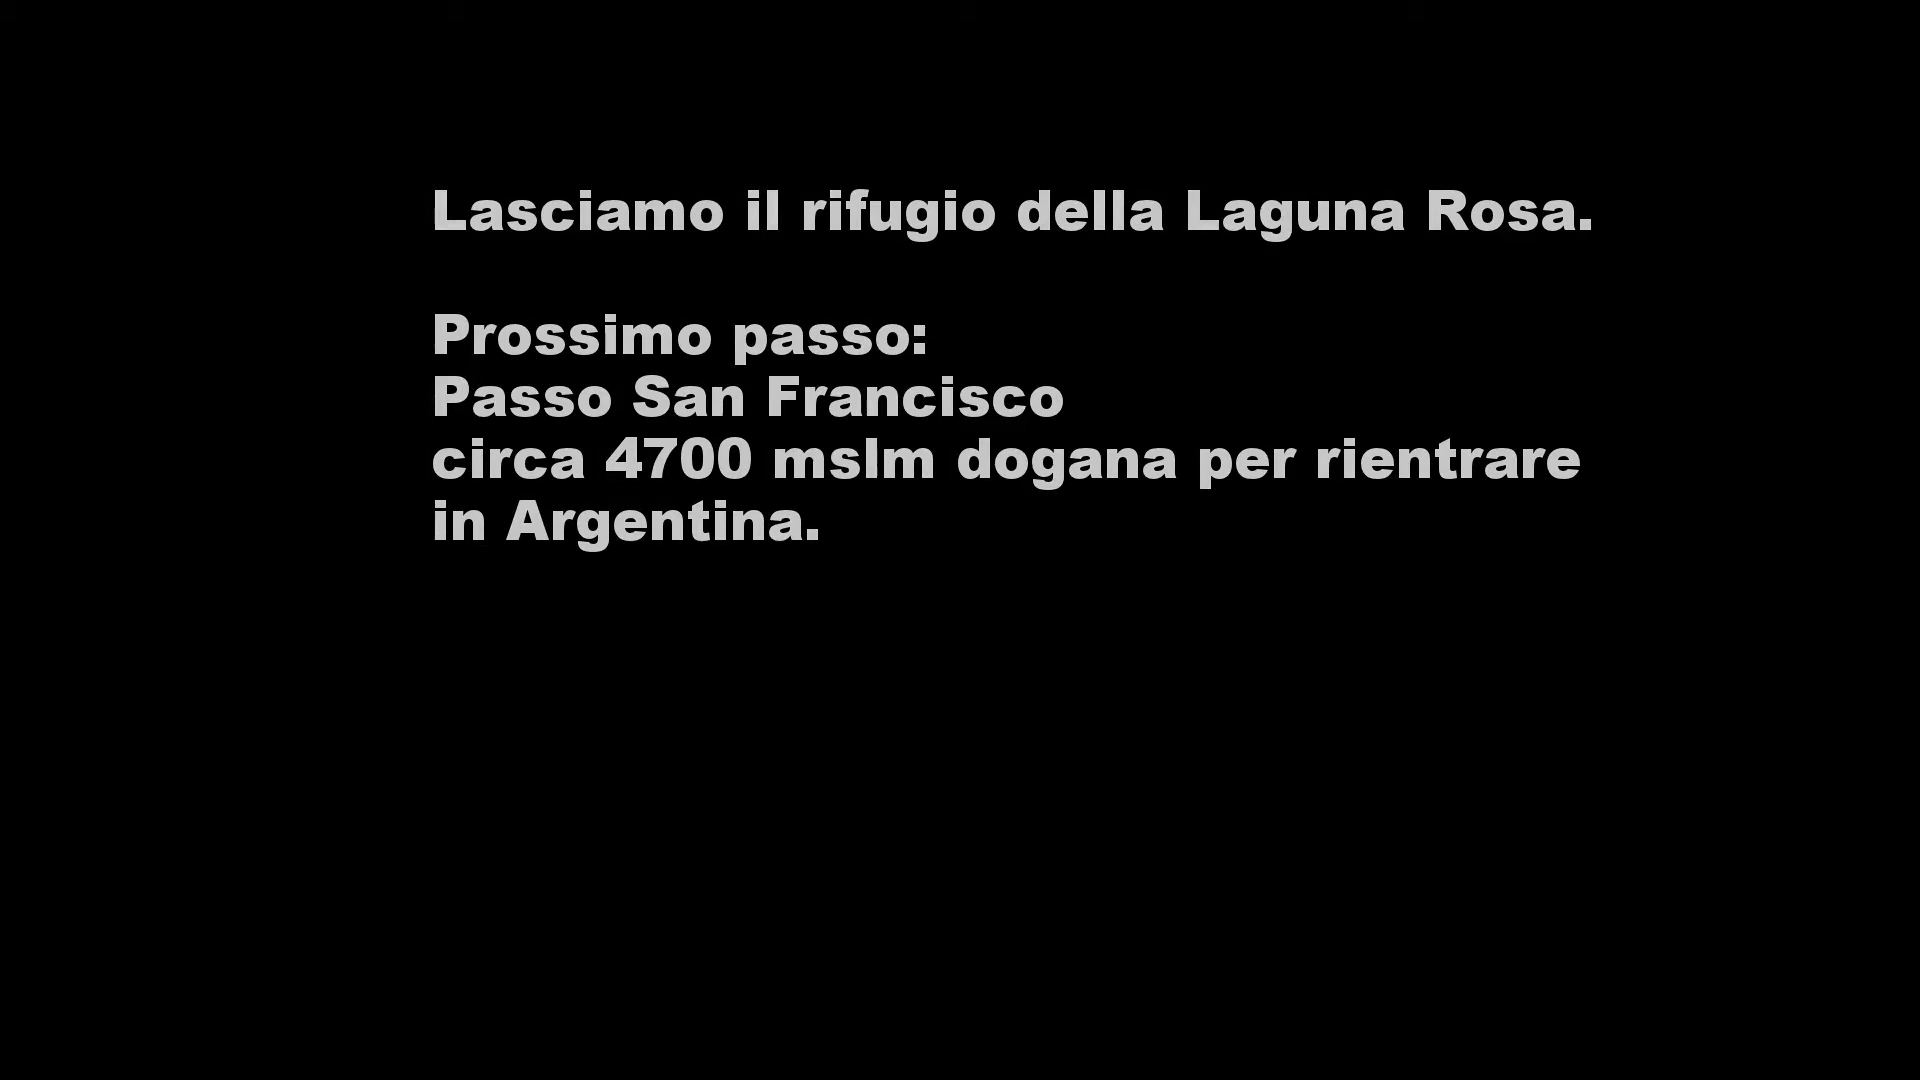 Lasciamo il rifugio della Laguna Rosa.
Prossimo passo:
Passo San Francisco
circa 4700 mslm dogana per rientrare
in Argentina.